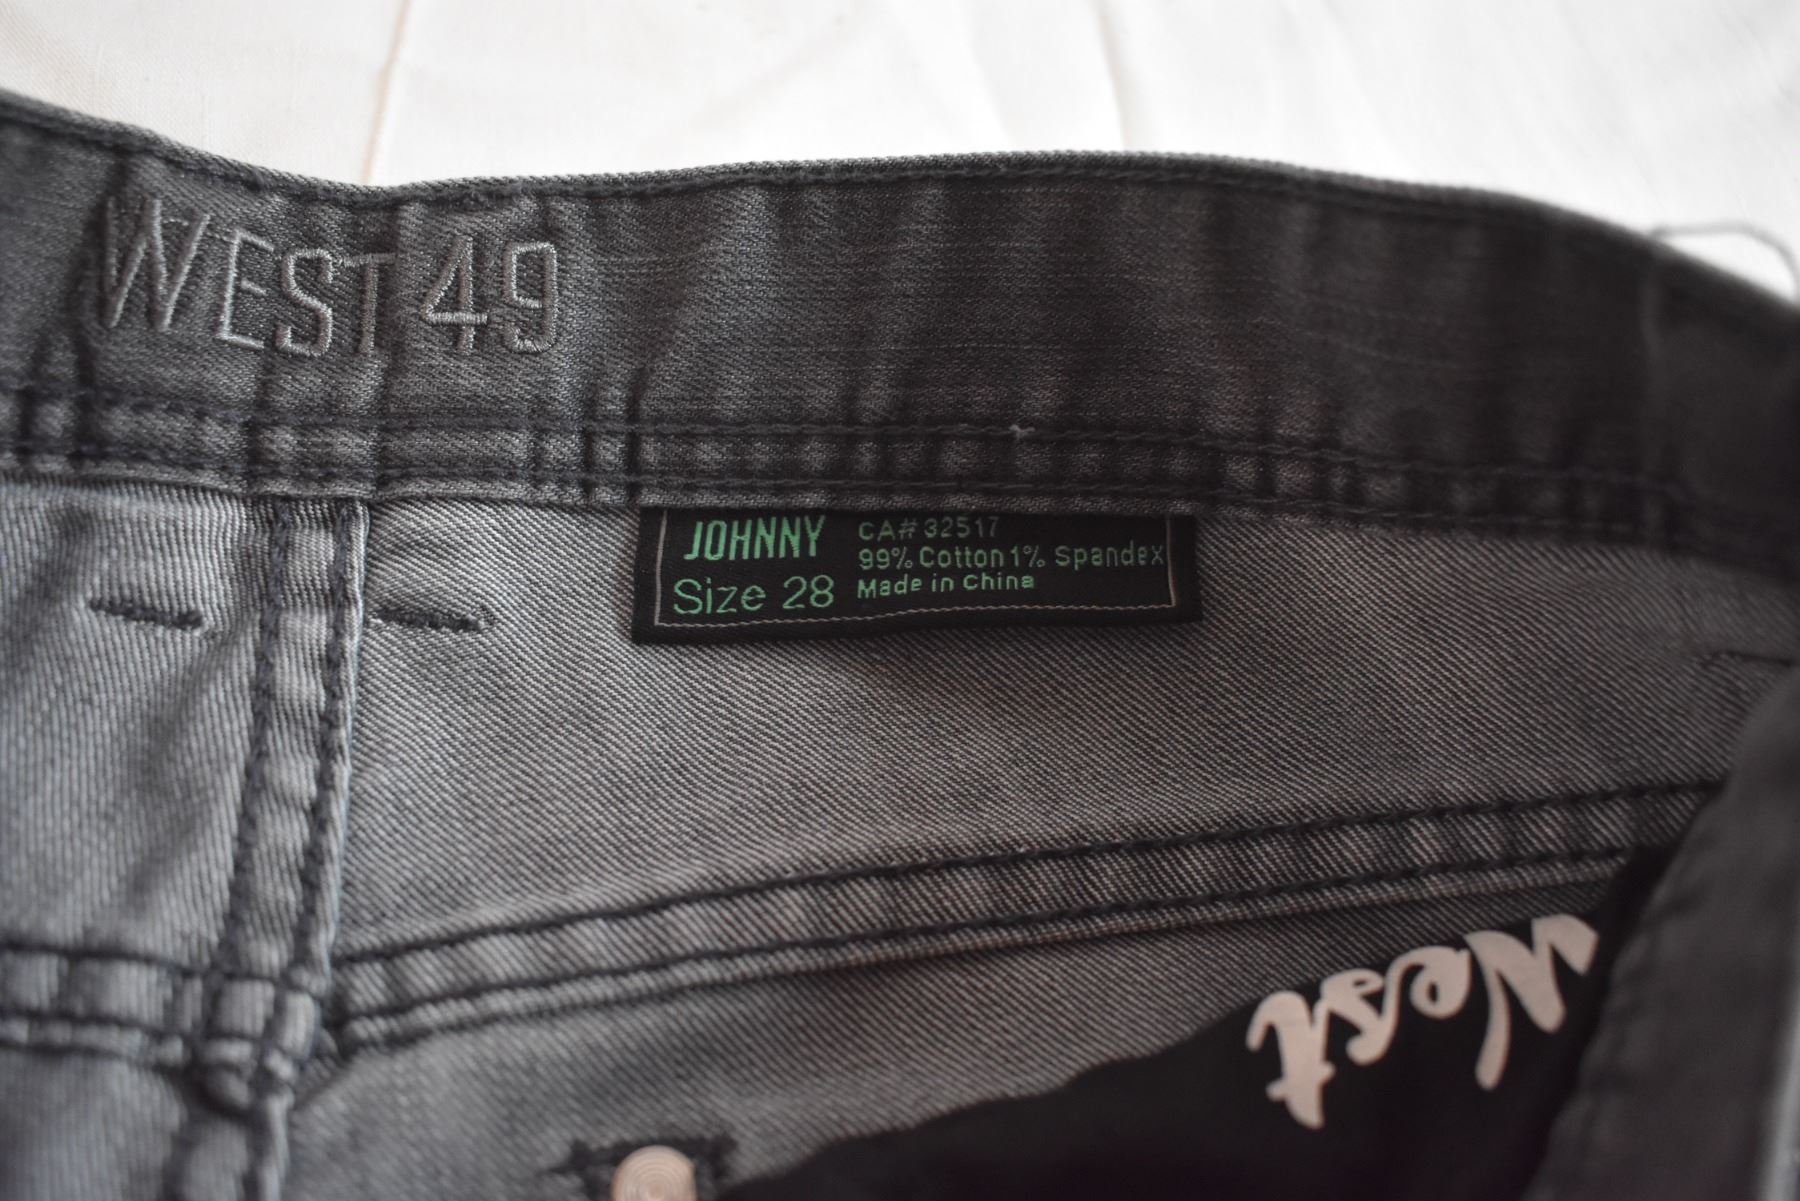 WEST 49
JOHNNY
Size 28
CA# 32517
99% Cotton 1% Spandex
Made in China
West